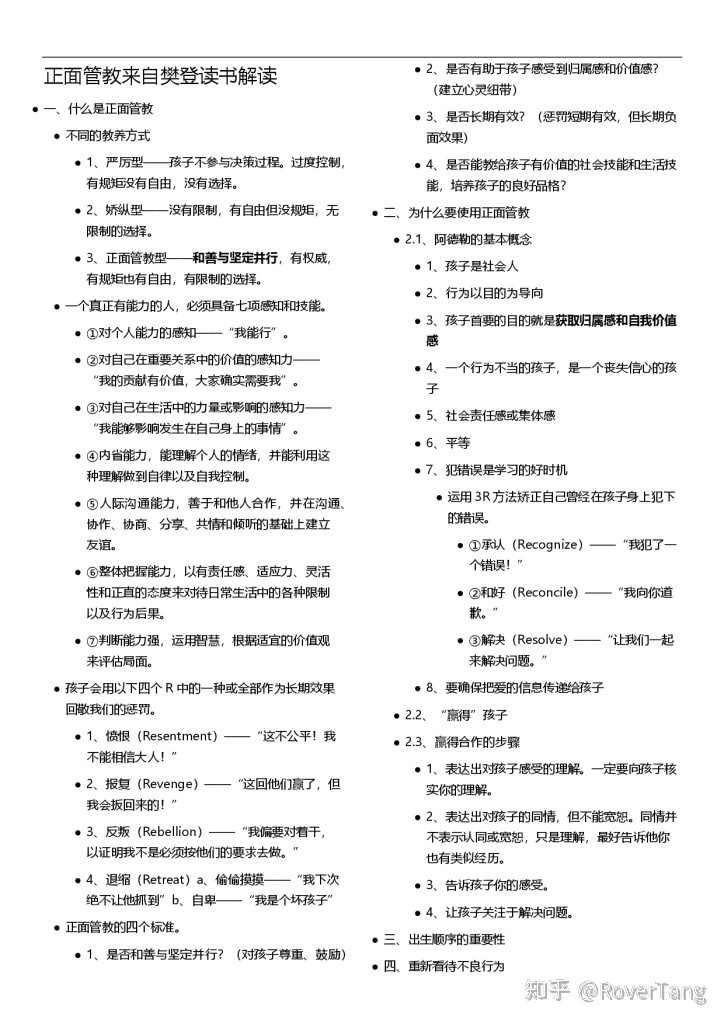 正面管教来自樊登读书解读
● 一、什么是正面管教
● 不同的教养方式
● 1、严厉型——孩子不参与决策过程。过度控制，
有规矩没有自由，没有选择。
● 2、娇纵型——没有限制，有自由但没规矩，无
限制的选择。
● 3、正面管教型——和善与坚定并行，有权威，
有规矩也有自由，有限制的选择。
● 一个真正有能力的人，必须具备七项感知和技能。
● ①对个人能力的感知——“我能行”。
● ②对自己在重要关系中的价值的感知力——
“我的贡献有价值，大家确实需要我”。
● ③对自己在生活中的力量或影响的感知力——
“我能够影响发生在自己身上的事情”。
● ④内省能力，能理解个人的情绪，并能利用这
种理解做到自律以及自我控制。
● ⑤人际沟通能力，善于和他人合作，并在沟通、
协作、协商、分享、共情和倾听的基础上建立
友谊。
● ⑥整体把握能力，以有责任感、适应力、灵活
性和正直的态度来对待日常生活中的各种限制
以及行为后果。
● ⑦判断能力强，运用智慧，根据适宜的价值观
来评估局面。
● 孩子会用以下四个 R 中的一种或全部作为长期效果
回敬我们的惩罚。
● 1、愤恨（Resentment）——“这不公平！我
不能相信大人！”
● 2、报复（Revenge）——“这回他们赢了，但
我会扳回来的！”
● 3、反叛（Rebellion）——“我偏要对着干，
以证明我不是必须按他们的要求去做。”
● 4、退缩（Retreat）a、偷偷摸摸——“我下次
绝不让他抓到”b、自卑——“我是个坏孩子”
● 正面管教的四个标准。
● 1、是否和善与坚定并行？（对孩子尊重、鼓励）
● 2、是否有助于孩子感受到归属感和价值感？
（建立心灵纽带）
● 3、是否长期有效？（惩罚短期有效，但长期负
面效果）
● 4、是否能教给孩子有价值的社会技能和生活技
能，培养孩子的良好品格？
● 二、为什么要使用正面管教
● 2.1、阿德勒的基本概念
● 1、孩子是社会人
● 2、行为以目的为导向
● 3、孩子首要的目的就是获取归属感和自我价值
感
● 4、一个行为不当的孩子，是一个丧失信心的孩
子
● 5、社会责任感或集体感
● 6、平等
● 7、犯错误是学习的好时机
● 运用 3R 方法矫正自己曾经在孩子身上犯下
的错误。
● ①承认（Recognize）——“我犯了一
个错误！”
● ②和好（Reconcile）——“我向你道
歉。”
● ③解决（Resolve）——“让我们一起
来解决问题。”
● 8、要确保把爱的信息传递给孩子
● 2.2、“赢得”孩子
● 2.3、赢得合作的步骤
● 1、表达出对孩子感受的理解。一定要向孩子核
实你的理解。
● 2、表达出对孩子的同情，但不能宽恕。同情并
不表示认同或宽恕，只是理解，最好告诉他你
也有类似经历。
● 3、告诉孩子你的感受。
● 4、让孩子关注于解决问题。
● 三、出生顺序的重要性
● 四、重新看待不良行为
知乎 @RoverTang